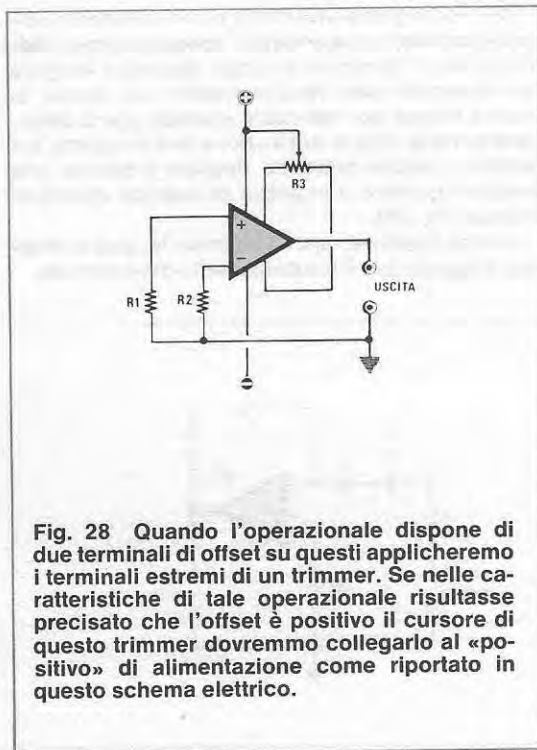 +
R3
+
−
R1
R2
USCITA
−
Fig. 28 Quando l'operazionale dispone di
due terminali di offset su questi applicheremo
i terminali estremi di un trimmer. Se nelle ca-
ratteristiche di tale operazionale risultasse
precisato che l'offset è positivo il cursore di
questo trimmer dovremmo collegarlo al «po-
sitivo» di alimentazione come riportato in
questo schema elettrico.